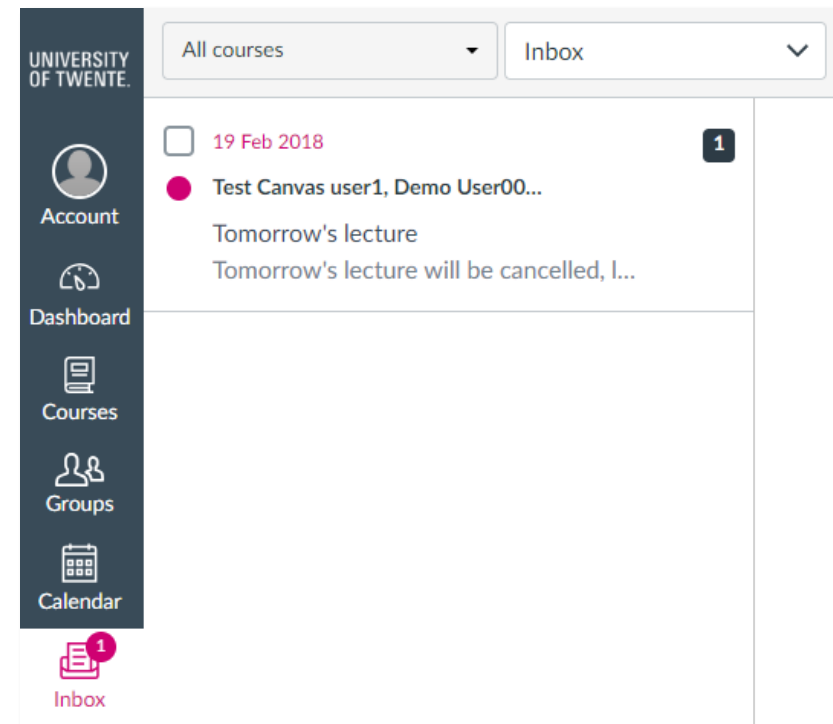 UNIVERSITY
OF TWENTE.
Account
Dashboard
Courses
Groups
Calendar
1
Inbox
All courses
Inbox
19 Feb 2018
1
Test Canvas user1, Demo User00...
Tomorrow's lecture
Tomorrow's lecture will be cancelled, I...